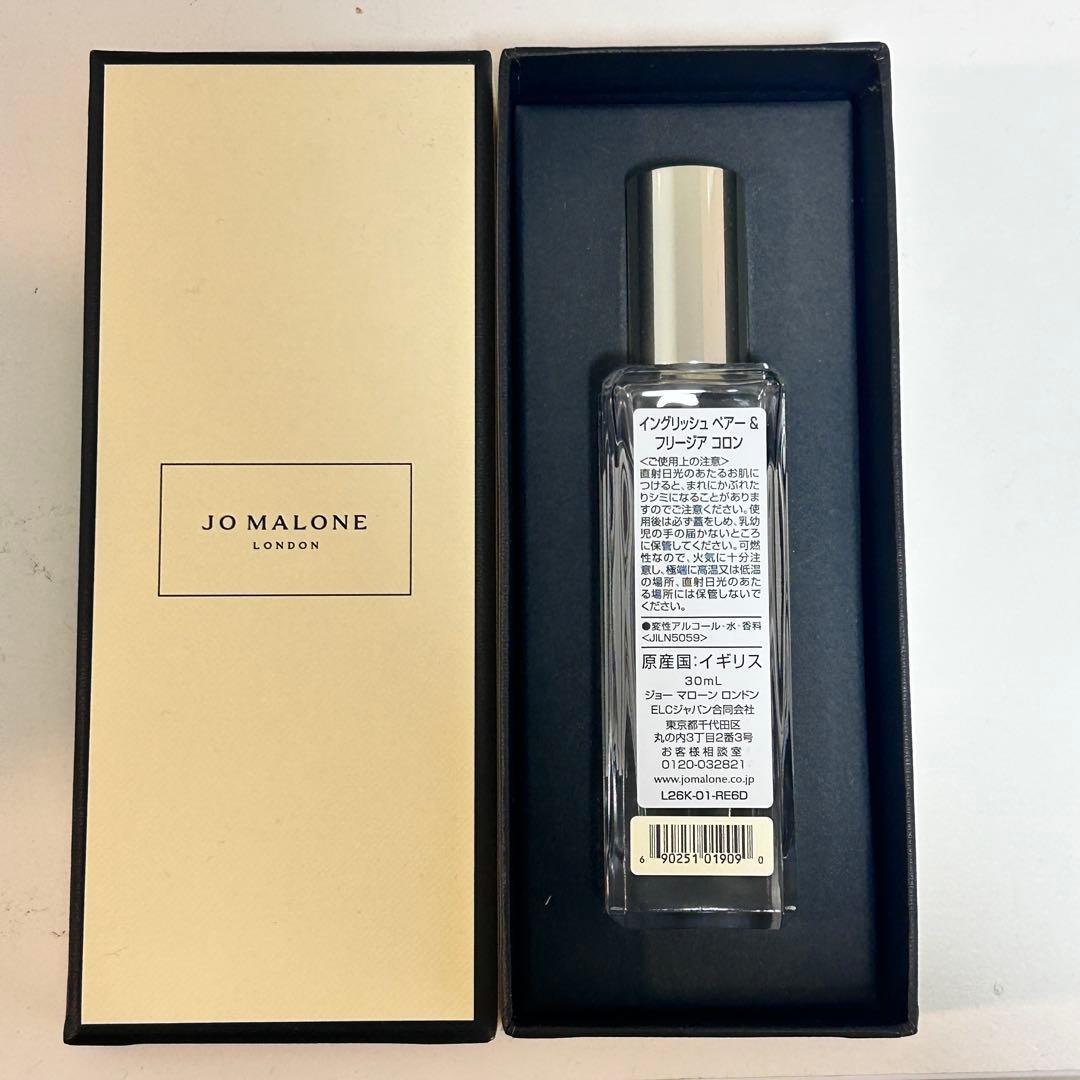 JO MALONE
LONDON
イングリッシュ ペアー &
フリージア コロン
<ご使用上の注意>
直射日光のあたるお肌に
つけると、まれにかぶれた
りシミになることがありま
すのでご注意ください。使
用後は必ず蓋をしめ、乳幼
児の手の届かないところ
に保管してください。可燃
性なので、火気に十分注
意し、極端に高温又は低温
の場所、直射日光のあた
る場所には保管しないで
ください。
●変性アルコール・水・香料
<JILN5059>
原産国:イギリス
30mL
ジョー マローン ロンドン
ELCジャパン合同会社
東京都千代田区
丸の内3丁目2番3号
お客様相談室
0120-032821
www.jomalone.co.jp
L26K-01-RE6D
6 90251 01909 0